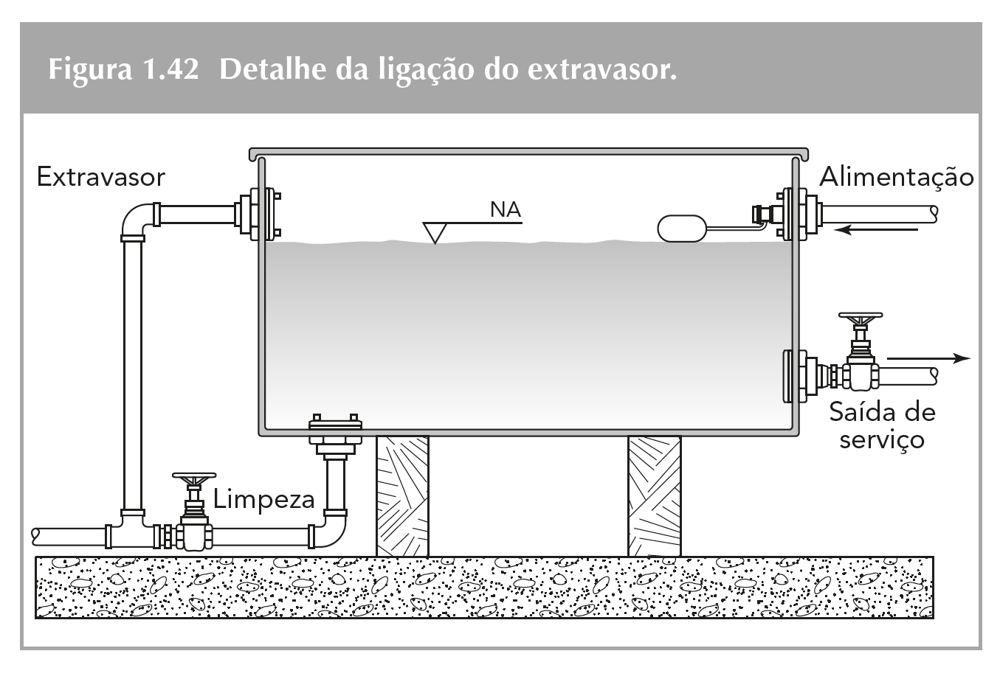 Figura 1.42 Detalhe da ligação do extravasor.
Extravasor
NA
Alimentação
Saída de
serviço
Limpeza